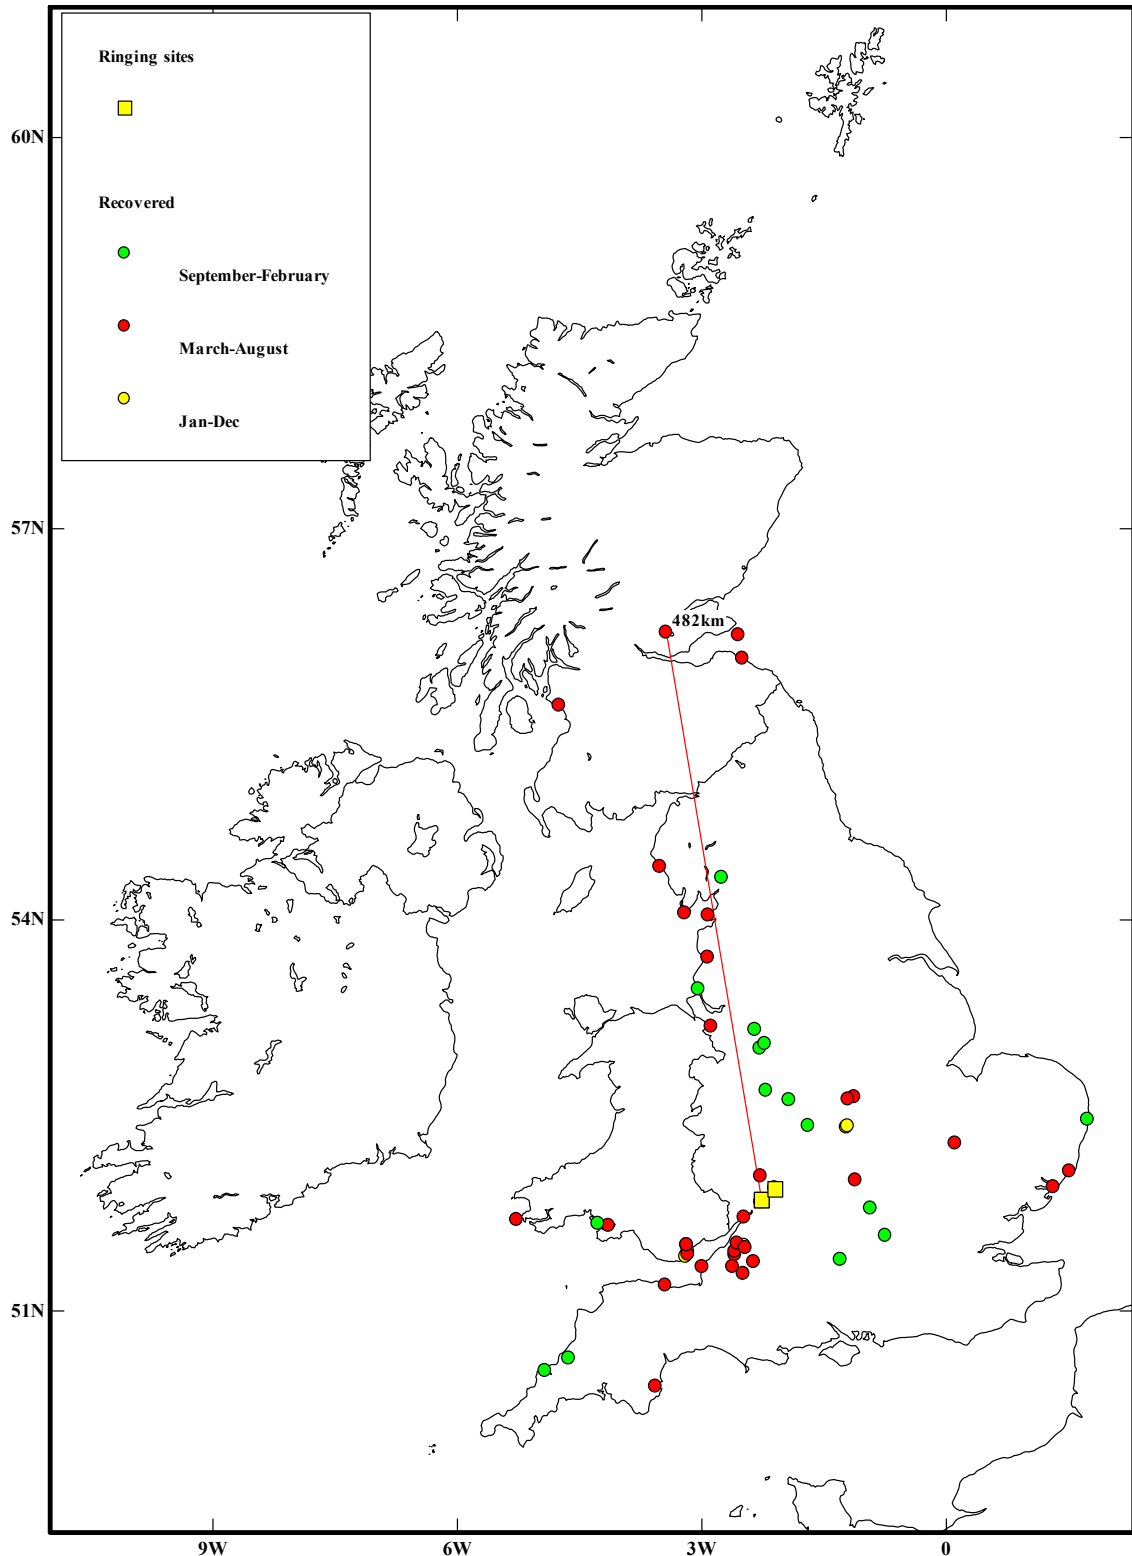 Ringing sites
60N
Recovered
September-February
March-August
Jan-Dec
57N
482km
54N
51N
9W
6W
3W
0